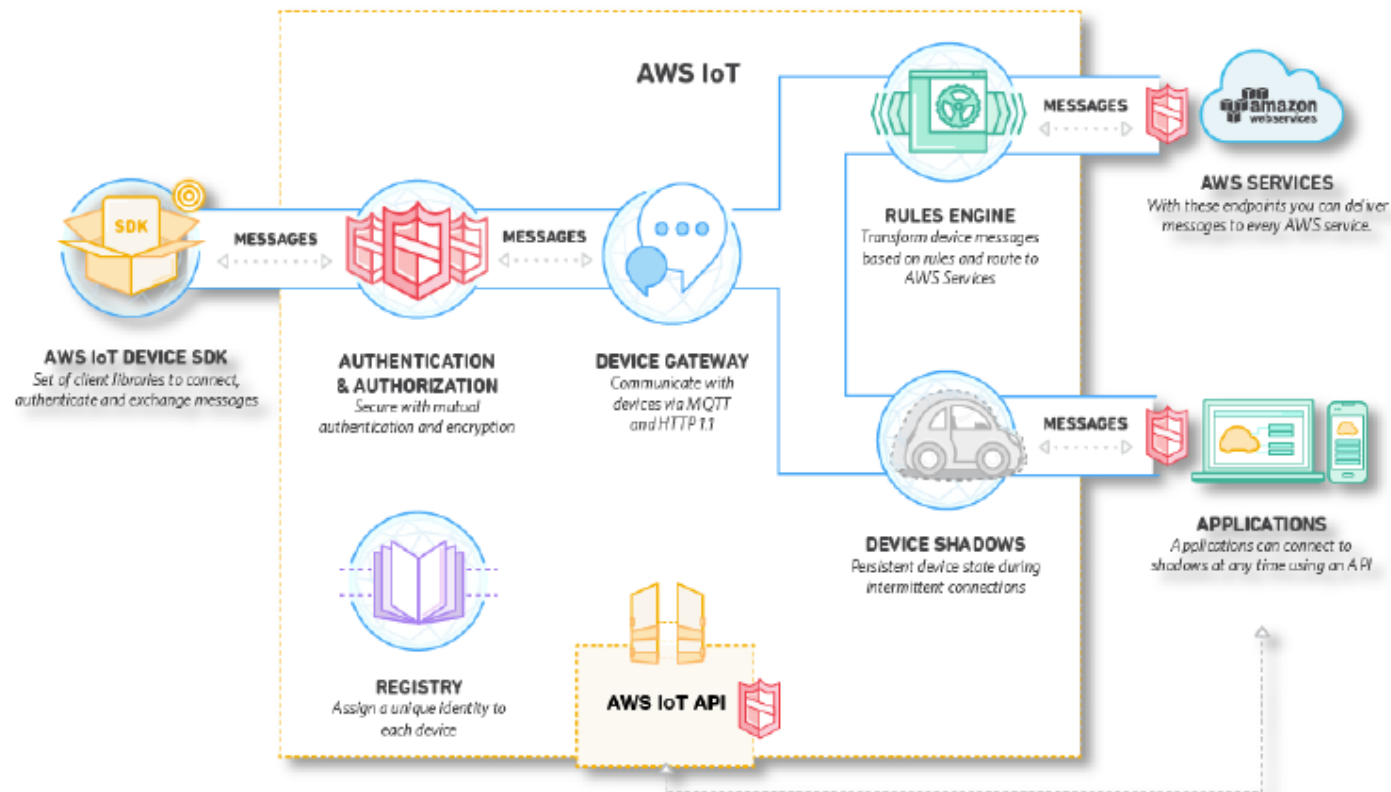 AWS IoT
SDK
MESSAGES
MESSAGES
MESSAGES
amazon
webservices
AWS SERVICES
With these endpoints you can deliver
messages to every AWS service.
RULES ENGINE
Transform device messages
based on rules and route to
AWS Services
AWS IoT DEVICE SDK
Set of client libraries to connect,
authenticate and exchange messages
AUTHENTICATION
& AUTHORIZATION
Secure with mutual
authentication and encryption
DEVICE GATEWAY
Communicate with
devices via MQTT
and HTTP 1.1
MESSAGES
DEVICE SHADOWS
Persistent device state during
intermittent connections
APPLICATIONS
Applications can connect to
shadows at any time using an API
REGISTRY
Assign a unique identity to
each device
AWS IoT API